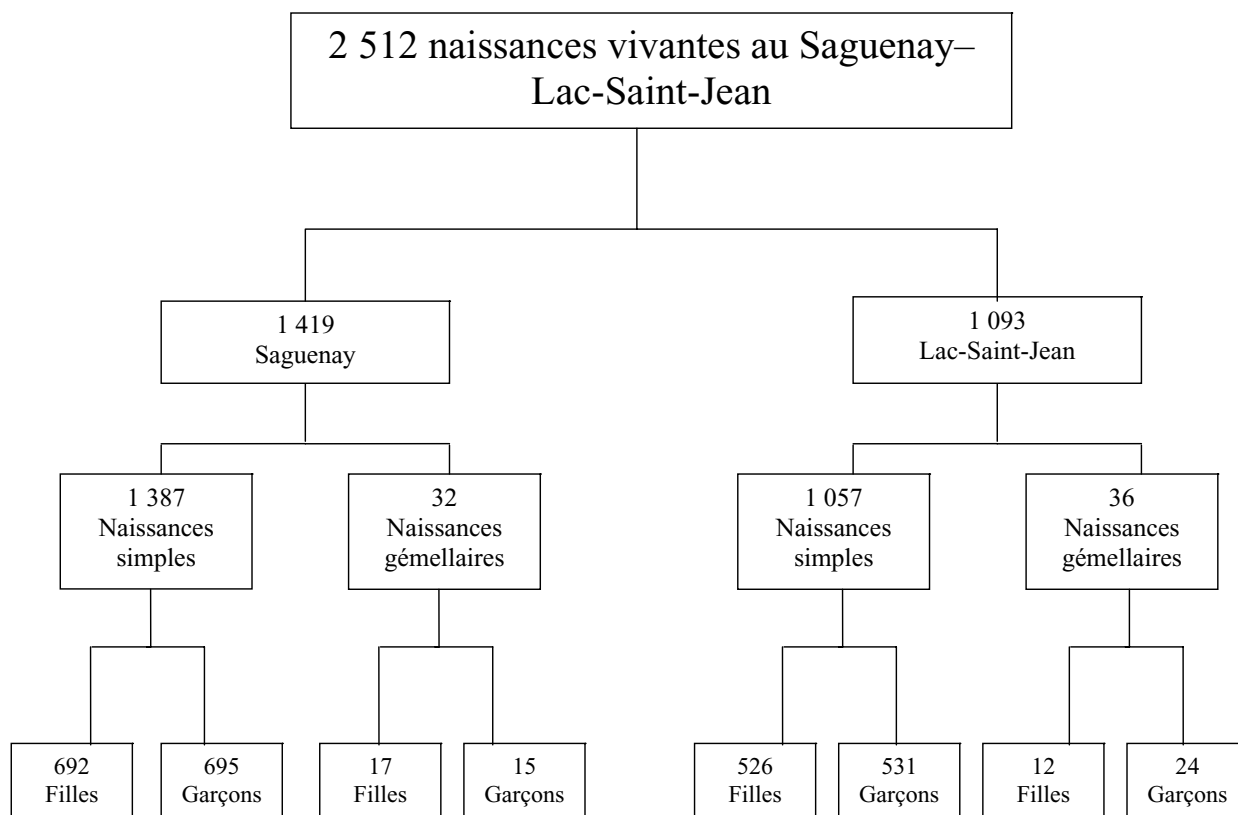 2 512 naissances vivantes au Saguenay–
Lac-Saint-Jean
1 419
Saguenay
1 093
Lac-Saint-Jean
1 387
Naissances
simples
32
Naissances
gémellaires
1 057
Naissances
simples
36
Naissances
gémellaires
692
Filles
695
Garçons
17
Filles
15
Garçons
526
Filles
531
Garçons
12
Filles
24
Garçons